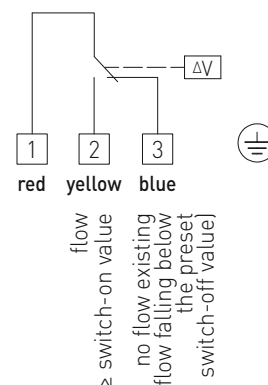 ΔV
1 2 3
red yellow blue
flow
≥ switch-on value
no flow existing
flow falling below
the preset
switch-off value)